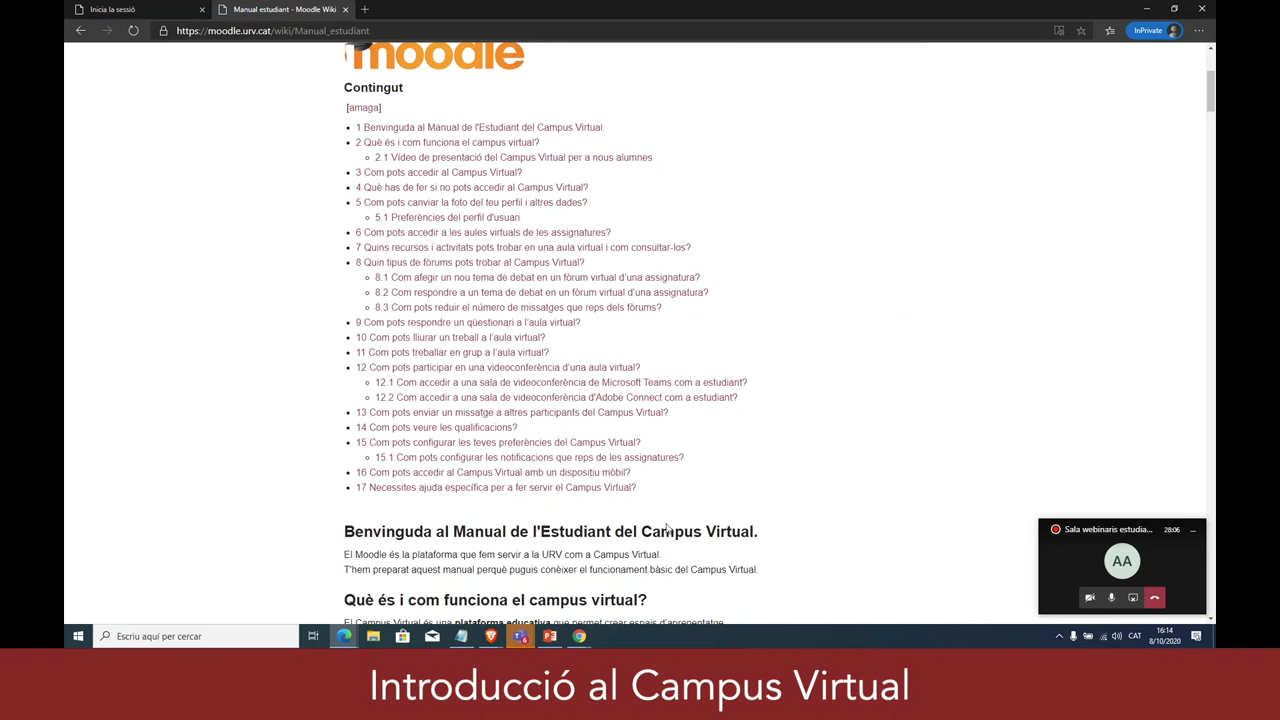 Inicia la sessió
Manual estudiant - Moodle Wiki
https://moodle.urv.cat/wiki/Manual_estudiant
InPrivate
moodle
Contingut
[amaga]
1 Benvinguda al Manual de l'Estudiant del Campus Virtual.
2 Què és i com funciona el campus virtual?
2.1 Vídeo de presentació del Campus Virtual per a nous alumnes
3 Com pots accedir al Campus Virtual?
4 Què has de fer si no pots accedir al Campus Virtual?
5 Com pots canviar la foto del teu perfil i altres dades?
5.1 Preferències del perfil d'usuari.
6 Com pots accedir a les aules virtuals de les assignatures?
7 Quins recursos i activitats pots trobar en una aula virtual i com consultar-los?
8 Quin tipus de fòrums pots trobar al Campus Virtual?
8.1 Com afegir un nou tema de debat en un fòrum virtual d'una assignatura?
8.2 Com respondre a un tema de debat en un fòrum virtual d'una assignatura?
8.3 Com pots reduir el número de missatges que reps dels fòrums?
9 Com pots respondre un qüestionari a l'aula virtual?
10 Com pots lliurar un treball a l'aula virtual?
11 Com pots treballar en grup a l'aula virtual?
12 Com pots participar en una videoconferència d'una aula virtual?
12.1 Com accedir a una sala de videoconferència de Microsoft Teams com a estudiant?
12.2 Com accedir a una sala de videoconferència d'Adobe Connect com a estudiant?
13 Com pots enviar un missatge a altres participants del Campus Virtual?
14 Com pots veure les qualificacions?
15 Com pots configurar les teves preferències del Campus Virtual?
15.1 Com pots configurar les notificacions que reps de les assignatures?
16 Com pots accedir al Campus Virtual amb un dispositiu mòbil?
17 Necessites ajuda específica per a fer servir el Campus Virtual?
Benvinguda al Manual de l'Estudiant del Campus Virtual.
El Moodle és la plataforma que fem servir a la URV com a Campus Virtual.
T'hem preparat aquest manual perquè puguis conèixer el funcionament bàsic del Campus Virtual.
Què és i com funciona el campus virtual?
El Campus Virtual és una plataforma educativa que permet crear espais d'aprenentatge
Sala webinaris estudia... 28:06
AA
Escriu aquí per cercar
CAT
16:14
8/10/2020
Introducció al Campus Virtual